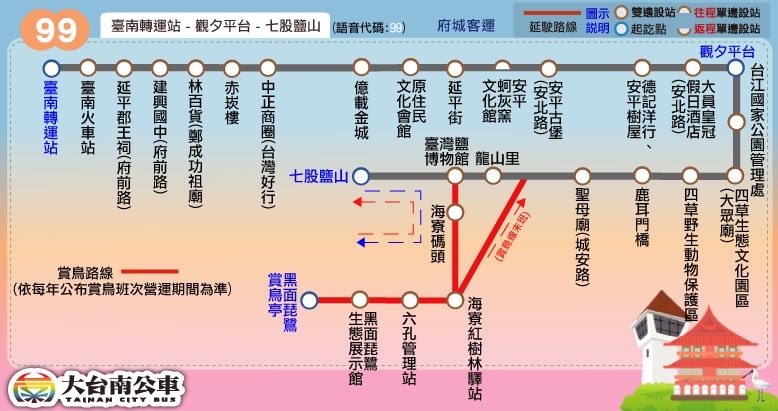 99
臺南轉運站 - 觀夕平台 - 七股鹽山
(語音代碼:99)
府城客運
延駛路線
圖示說明
雙邊設站
往程單邊設站
起訖點
返程單邊設站
臺南轉運站
臺南火車站
延平郡王祠(府前路)
建興國中(府前路)
林百貨(鄭成功祖廟)
赤崁樓
中正商圈(台灣好行)
億載金城
原住民文化會館
延平街
安平蚵灰窯文化館
安平古堡(安北路)
德記洋行、安平樹屋
大員皇冠假日酒店(安北路)
觀夕平台
台江國家公園管理處
四草生態文化園區(大眾廟)
四草野生動物保護區
鹿耳門橋
聖母廟(城安路)
龍山里
臺灣鹽博物館
七股鹽山
海寮碼頭
(賞鳥線末班)
海寮紅樹林驛站
六孔管理站
黑面琵鷺生態展示館
黑面琵鷺賞鳥亭
賞鳥路線
(依每年公布賞鳥班次營運期間為準)
大台南公車
TAINAN CITY BUS